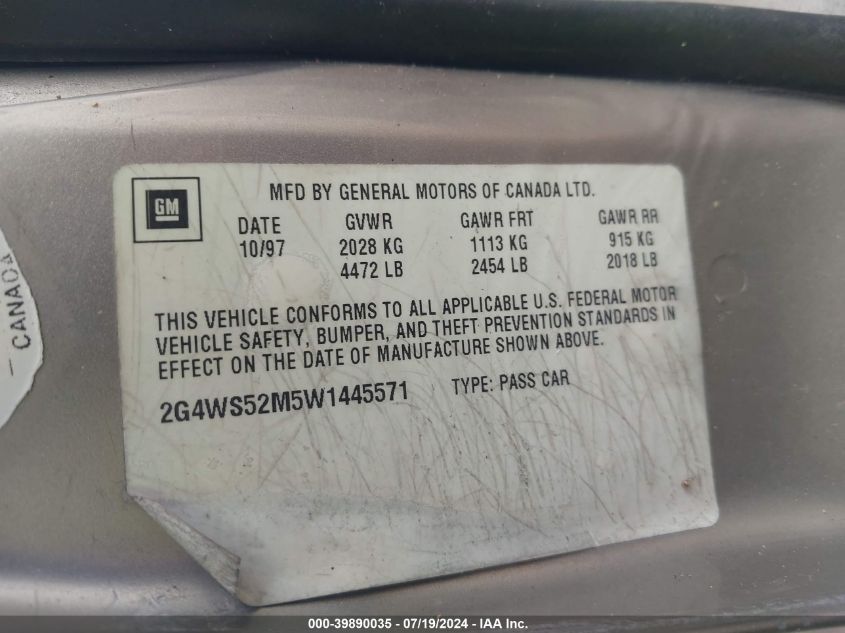 GM
MFD BY GENERAL MOTORS OF CANADA LTD.
DATE GVWR GAWR FRT GAWR RR
10/97 2028 KG 1113 KG 915 KG
4472 LB 2454 LB 2018 LB
THIS VEHICLE CONFORMS TO ALL APPLICABLE U.S. FEDERAL MOTOR
VEHICLE SAFETY, BUMPER, AND THEFT PREVENTION STANDARDS IN
EFFECT ON THE DATE OF MANUFACTURE SHOWN ABOVE.
2G4WS52M5W1445571 TYPE: PASS CAR
CANADA
000-39890035 - 07/19/2024 - IAA Inc.